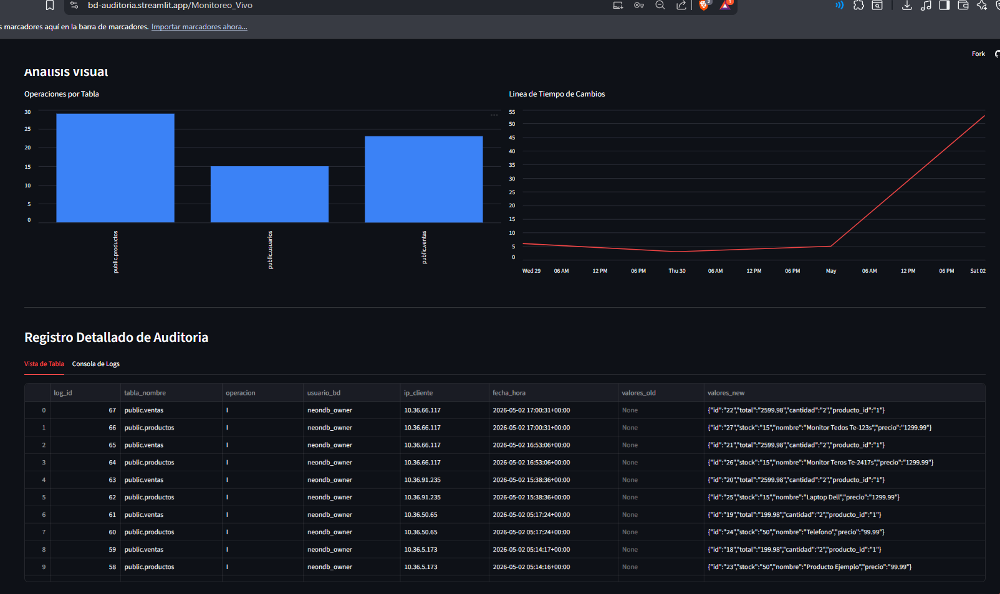 bd-auditoria.streamlit.app/Monitoreo_Vivo
2
1
s marcadores aquí en la barra de marcadores. Importar marcadores ahora...
Fork
Análisis Visual
Operaciones por Tabla
30
25
20
15
10
5
0
public.productos
public.usuarios
public.ventas
Linea de Tiempo de Cambios
55
50
45
40
35
30
25
20
15
10
5
0
Wed 29 06 AM 12 PM 06 PM Thu 30 06 AM 12 PM 06 PM May 06 AM 12 PM 06 PM Sat 02
Registro Detallado de Auditoria
Vista de Tabla Consola de Logs
log_id tabla_nombre operacion usuario_bd ip_cliente fecha_hora valores_old valores_new
0 67 public.ventas I neondb_owner 10.36.66.117 2026-05-02 17:00:31+00:00 None {"id":"22","total":"2599.98","cantidad":"2","producto_id":"1"}
1 66 public.productos I neondb_owner 10.36.66.117 2026-05-02 17:00:31+00:00 None {"id":"27","stock":"15","nombre":"Monitor Tedos Te-123s","precio":"1299.99"}
2 65 public.ventas I neondb_owner 10.36.66.117 2026-05-02 16:53:06+00:00 None {"id":"21","total":"2599.98","cantidad":"2","producto_id":"1"}
3 64 public.productos I neondb_owner 10.36.66.117 2026-05-02 16:53:06+00:00 None {"id":"26","stock":"15","nombre":"Monitor Teros Te-2417s","precio":"1299.99"}
4 63 public.ventas I neondb_owner 10.36.91.235 2026-05-02 15:38:36+00:00 None {"id":"20","total":"2599.98","cantidad":"2","producto_id":"1"}
5 62 public.productos I neondb_owner 10.36.91.235 2026-05-02 15:38:36+00:00 None {"id":"25","stock":"15","nombre":"Laptop Dell","precio":"1299.99"}
6 61 public.ventas I neondb_owner 10.36.50.65 2026-05-02 05:17:24+00:00 None {"id":"19","total":"199.98","cantidad":"2","producto_id":"1"}
7 60 public.productos I neondb_owner 10.36.50.65 2026-05-02 05:17:24+00:00 None {"id":"24","stock":"50","nombre":"Telefono","precio":"99.99"}
8 59 public.ventas I neondb_owner 10.36.5.173 2026-05-02 05:14:17+00:00 None {"id":"18","total":"199.98","cantidad":"2","producto_id":"1"}
9 58 public.productos I neondb_owner 10.36.5.173 2026-05-02 05:14:16+00:00 None {"id":"23","stock":"50","nombre":"Producto Ejemplo","precio":"99.99"}